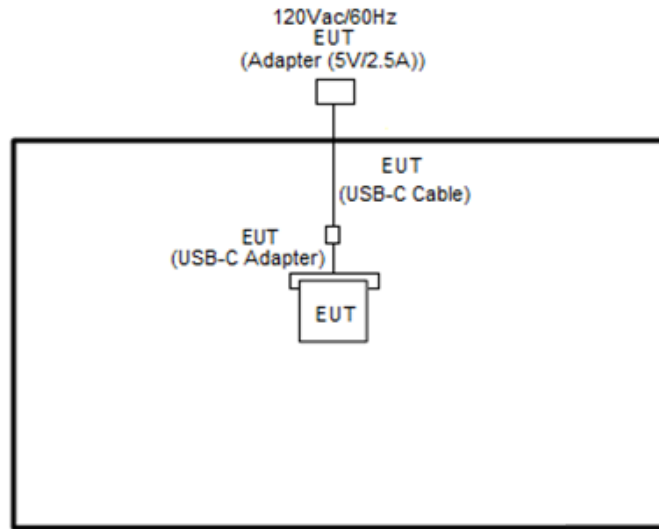 120Vac/60Hz
EUT
(Adapter (5V/2.5A))
EUT
(USB-C Cable)
EUT
(USB-C Adapter)
EUT